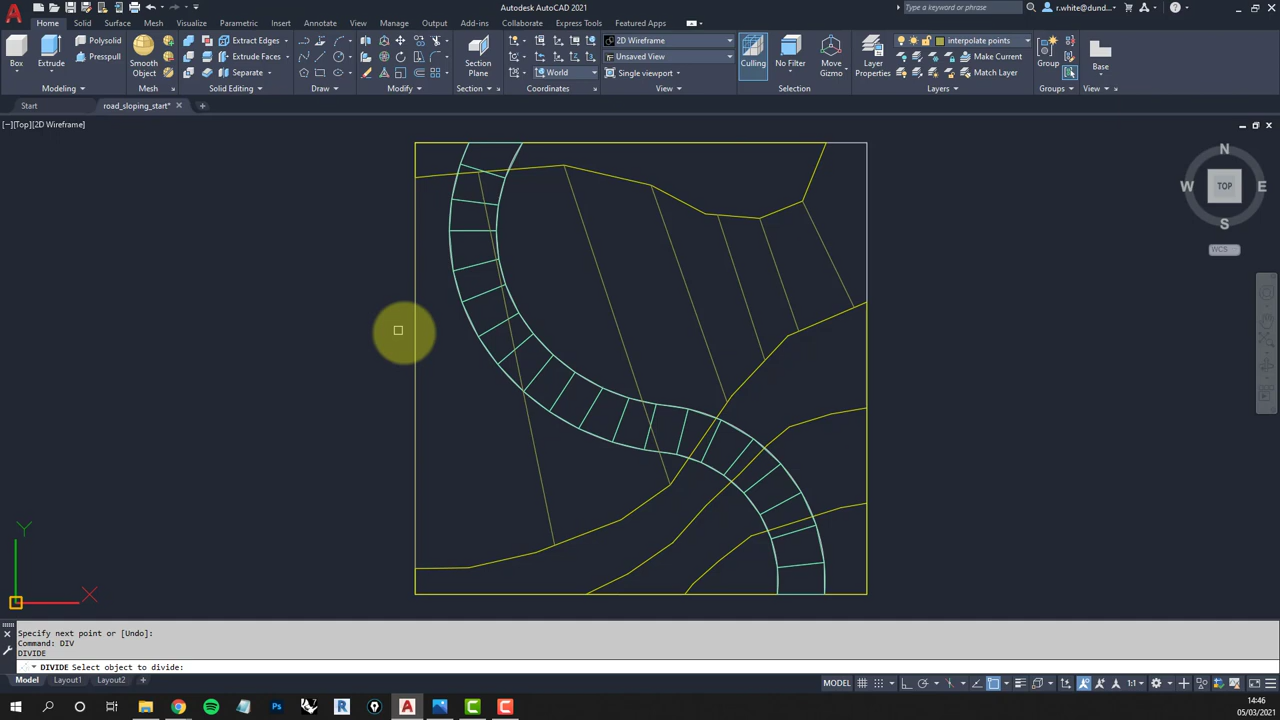 Autodesk AutoCAD 2021
Type a keyword or phrase
r.white@dund...
Home Insert Annotate View Manage Output Add-ins Collaborate Express Tools Featured Apps
Solid Surface Mesh Visualize Parametric
Box
Extrude
Polysolid
Presspull
Modeling
Smooth
Object
Extract Edges
Extrude Faces
Separate
Solid Editing
Draw
Modify
Section
Plane
Section
World
Coordinates
2D Wireframe
Unsaved View
Single viewport
View
Culling
No Filter
Move
Gizmo
Selection
Layer
Properties
interpolate points
Make Current
Match Layer
Layers
Group
Groups
Base
View
Start
road_sloping_start*
[−][Top][2D Wireframe]
N
W
TOP
E
S
WCS
Y
X
Specify next point or [Undo]:
Command: DIV
DIVIDE
DIVIDE Select object to divide:
Model Layout1 Layout2
MODEL
1:1
14:46
05/03/2021